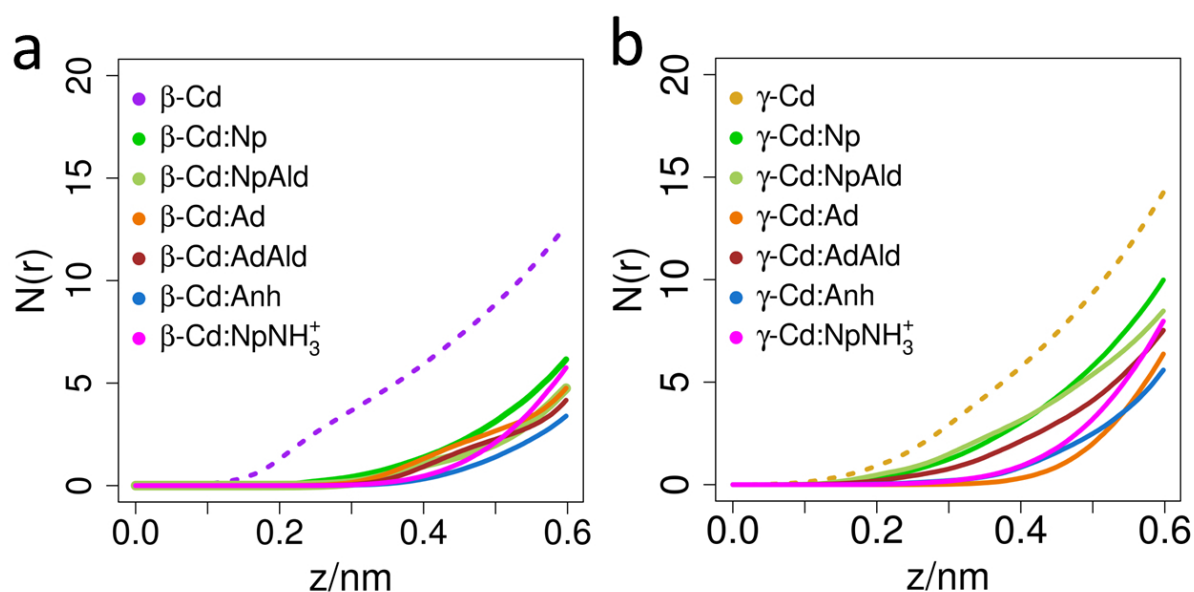 a
20
15
10
5
0
N(r)
β-Cd
β-Cd:Np
β-Cd:NpAld
β-Cd:Ad
β-Cd:AdAld
β-Cd:Anh
β-Cd:NpNH₃⁺
0.0 0.2 0.4 0.6
z/nm
b
20
15
10
5
0
N(r)
γ-Cd
γ-Cd:Np
γ-Cd:NpAld
γ-Cd:Ad
γ-Cd:AdAld
γ-Cd:Anh
γ-Cd:NpNH₃⁺
0.0 0.2 0.4 0.6
z/nm